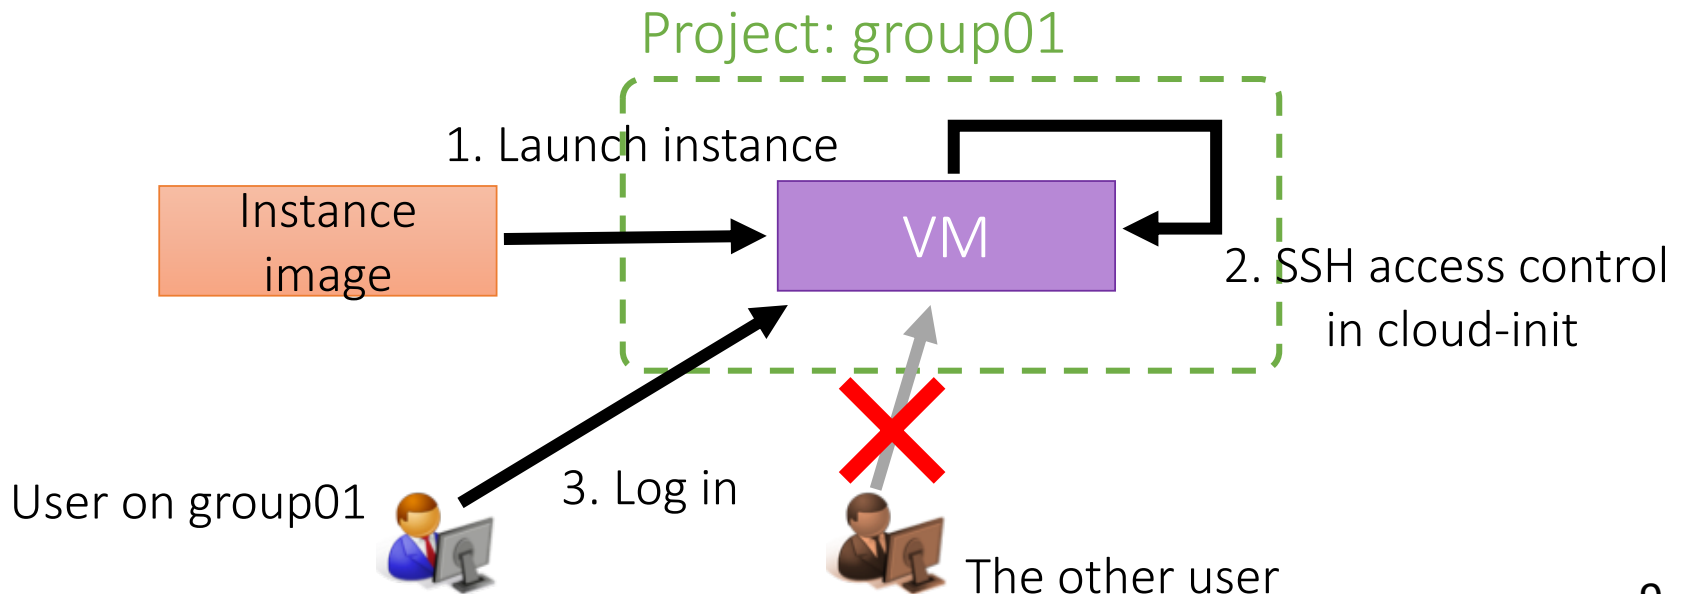 Project: group01
1. Launch instance
Instance
image
VM
2. SSH access control
in cloud-init
3. Log in
User on group01
The other user